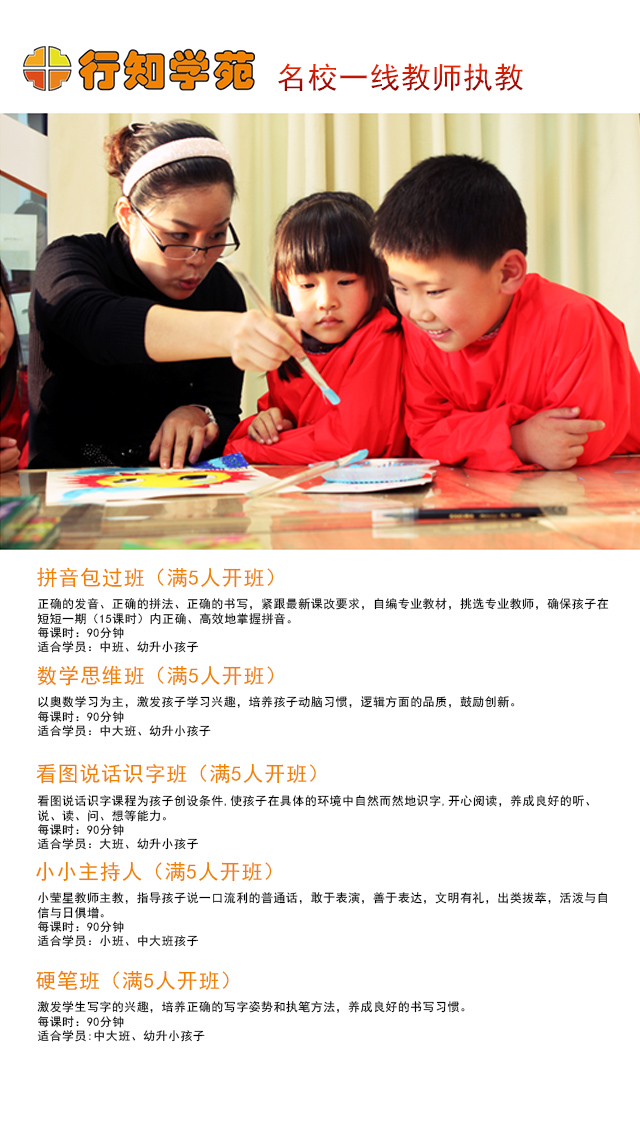 行知学苑 名校一线教师执教
拼音包过班（满5人开班）
正确的发音、正确的拼法、正确的书写，紧跟最新课改要求，自编专业教材，挑选专业教师，确保孩子在
短短一期（15课时）内正确、高效地掌握拼音。
每课时：90分钟
适合学员：中班、幼升小孩子
数学思维班（满5人开班）
以奥数学习为主，激发孩子学习兴趣，培养孩子动脑习惯，逻辑方面的品质，鼓励创新。
每课时：90分钟
适合学员：中大班、幼升小孩子
看图说话识字班（满5人开班）
看图说话识字课程为孩子创设条件,使孩子在具体的环境中自然而然地识字,开心阅读，养成良好的听、
说、读、问、想等能力。
每课时：90分钟
适合学员：大班、幼升小孩子
小小主持人（满5人开班）
小莹星教师主教，指导孩子说一口流利的普通话，敢于表演，善于表达，文明有礼，出类拔萃，活泼与自
信与日俱增。
每课时：90分钟
适合学员：小班、中大班孩子
硬笔班（满5人开班）
激发学生写字的兴趣，培养正确的写字姿势和执笔方法，养成良好的书写习惯。
每课时：90分钟
适合学员:中大班、幼升小孩子